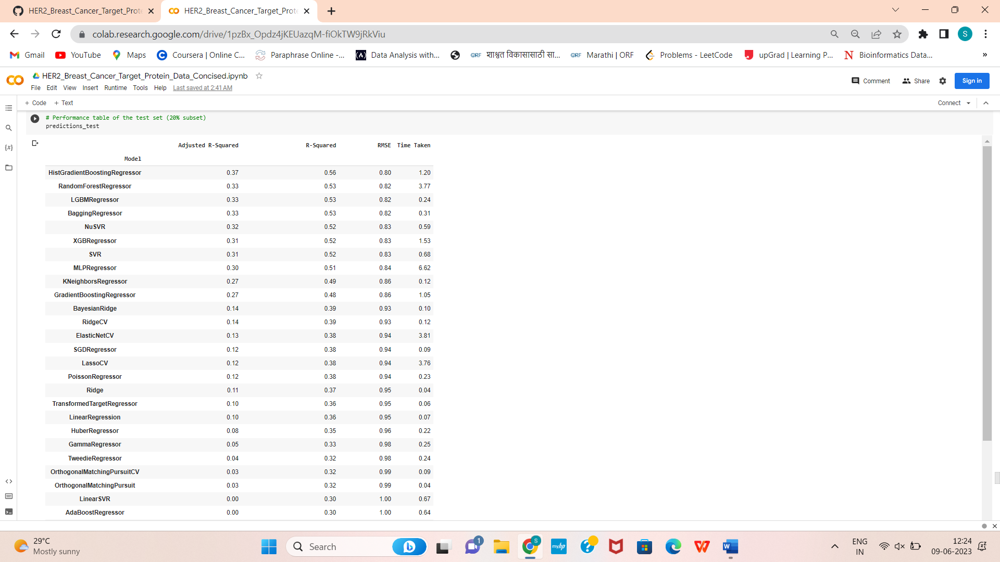 HER2_Breast_Cancer_Target_Prote
HER2_Breast_Cancer_Target_Prote
colab.research.google.com/drive/1pzBx_Opdz4jKEUazqM-fiOkTW9jRkViu
S
Gmail YouTube Maps Coursera | Online C... Paraphrase Online -... Data Analysis with... ORF शाश्वत विकासासाठी सा... ORF Marathi | ORF Problems - LeetCode upGrad | Learning P... N Bioinformatics Data... »
HER2_Breast_Cancer_Target_Protein_Data_Concised.ipynb
File Edit View Insert Runtime Tools Help Last saved at 2:41 AM
Comment Share Sign in
+ Code + Text Connect
# Performance table of the test set (20% subset)
predictions_test
Adjusted R-Squared R-Squared RMSE Time Taken
Model
HistGradientBoostingRegressor 0.37 0.56 0.80 1.20
RandomForestRegressor 0.33 0.53 0.82 3.77
LGBMRegressor 0.33 0.53 0.82 0.24
BaggingRegressor 0.33 0.53 0.82 0.31
NuSVR 0.32 0.52 0.83 0.59
XGBRegressor 0.31 0.52 0.83 1.53
SVR 0.31 0.52 0.83 0.68
MLPRegressor 0.30 0.51 0.84 6.62
KNeighborsRegressor 0.27 0.49 0.86 0.12
GradientBoostingRegressor 0.27 0.48 0.86 1.05
BayesianRidge 0.14 0.39 0.93 0.10
RidgeCV 0.14 0.39 0.93 0.12
ElasticNetCV 0.13 0.38 0.94 3.81
SGDRegressor 0.12 0.38 0.94 0.09
LassoCV 0.12 0.38 0.94 3.76
PoissonRegressor 0.12 0.38 0.94 0.23
Ridge 0.11 0.37 0.95 0.04
TransformedTargetRegressor 0.10 0.36 0.95 0.06
LinearRegression 0.10 0.36 0.95 0.07
HuberRegressor 0.08 0.35 0.96 0.22
GammaRegressor 0.05 0.33 0.98 0.25
TweedieRegressor 0.04 0.32 0.98 0.24
OrthogonalMatchingPursuitCV 0.03 0.32 0.99 0.09
OrthogonalMatchingPursuit 0.03 0.32 0.99 0.04
LinearSVR 0.00 0.30 1.00 0.67
AdaBoostRegressor 0.00 0.30 1.00 0.64
{x}
29°C
Mostly sunny
Search
1
S
myhp
ENG
IN
12:24
09-06-2023